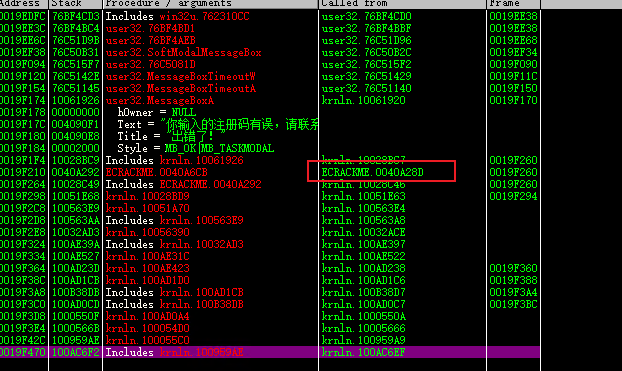 Address Stack Procedure / arguments Called from Frame
0019EDFC 76BF4CD3 Includes win32u.762310CC user32.76BF4CD0 0019EE38
0019EE3C 76BF4BC4 user32.76BF4BD1 user32.76BF4BBF 0019EE38
0019EE6C 76C51D9B user32.76BF4AEB user32.76C51D96 0019EE68
0019EF38 76C50B31 user32.SoftModalMessageBox user32.76C50B2C 0019EF34
0019F094 76C515F7 user32.76C5081D user32.76C515F2 0019F090
0019F120 76C5142E user32.MessageBoxTimeoutW user32.76C51429 0019F11C
0019F154 76C51145 user32.MessageBoxTimeoutA user32.76C51140 0019F150
0019F174 10061926 user32.MessageBoxA krnln.10061920 0019F170
0019F178 00000000 hOwner = NULL
0019F17C 004090F1 Text = "你输入的注册码有误，请联系
0019F180 004090E8 Title = "出错了！"
0019F184 00002000 Style = MB_OK|MB_TASKMODAL
0019F1F4 10028BC9 Includes krnln.10061926 krnln.10028BC7 0019F260
0019F210 0040A292 ECRACKME.0040A6CB ECRACKME.0040A28D 0019F260
0019F264 10028C49 Includes ECRACKME.0040A292 krnln.10028C46 0019F260
0019F298 10051E68 krnln.10028BD9 krnln.10051E63 0019F294
0019F2C8 100563E9 krnln.10051A70 krnln.100563E4
0019F2D8 100563AA Includes krnln.100563E9 krnln.100563A8
0019F2E8 10032AD3 krnln.10056390 krnln.10032ACE
0019F324 100AE39A Includes krnln.10032AD3 krnln.100AE397
0019F334 100AE527 krnln.100AE31C krnln.100AE522
0019F364 100AD23D krnln.100AE423 krnln.100AD238 0019F360
0019F38C 100AD1CB krnln.100AD1D0 krnln.100AD1C6 0019F388
0019F3A8 100B38DB Includes krnln.100AD1CB krnln.100B38D7 0019F3A4
0019F3C0 100AD0CD Includes krnln.100B38DB krnln.100AD0C7 0019F3BC
0019F3D8 1000550F krnln.100AD0A4 krnln.1000550A
0019F3E4 1000566B krnln.100054D0 krnln.10005666
0019F42C 100959AE krnln.100055C0 krnln.100959A9
0019F470 100AC6F2 Includes krnln.100959AE krnln.100AC6EF